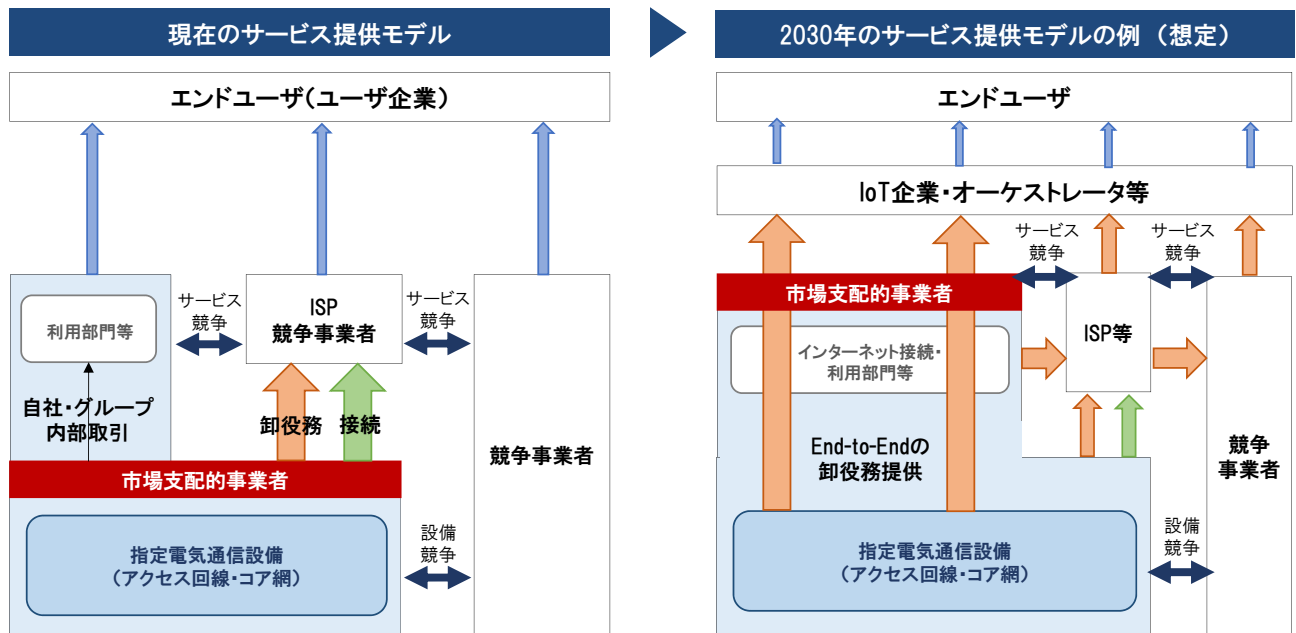 現在のサービス提供モデル
エンドユーザ(ユーザ企業)
利用部門等
サービス
競争
ISP
競争事業者
サービス
競争
自社・グループ
内部取引
卸役務
接続
競争事業者
市場支配的事業者
指定電気通信設備
(アクセス回線・コア網)
設備
競争
2030年のサービス提供モデルの例 (想定)
エンドユーザ
IoT企業・オーケストレータ等
サービス
競争
サービス
競争
市場支配的事業者
インターネット接続・
利用部門等
ISP等
End-to-Endの
卸役務提供
競争
事業者
指定電気通信設備
(アクセス回線・コア網)
設備
競争